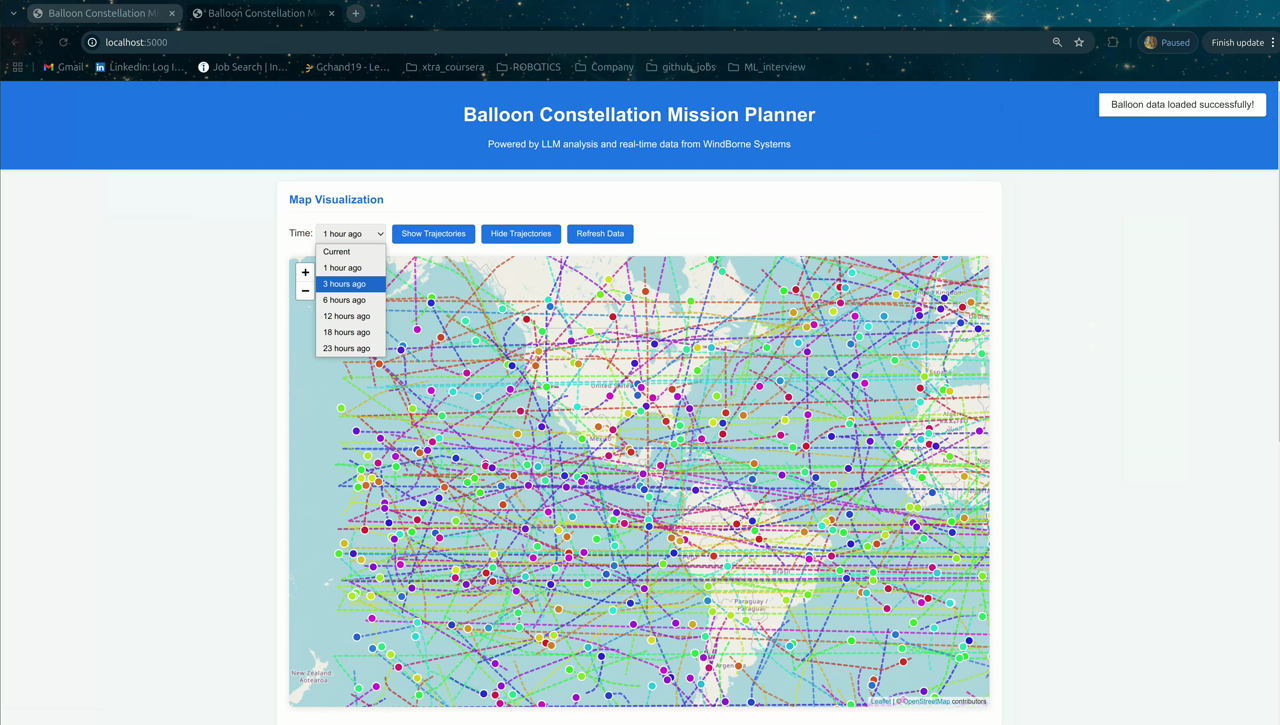 Balloon Constellation Mi
Balloon Constellation Mi
localhost:5000
Paused
Finish update
Gmail
LinkedIn: Log I...
Job Search | In...
Gchand19 - Le...
xtra_coursera
ROBOTICS
Company
github_jobs
ML_interview
Balloon data loaded successfully!
Balloon Constellation Mission Planner
Powered by LLM analysis and real-time data from WindBorne Systems
Map Visualization
Time:
1 hour ago
Show Trajectories
Hide Trajectories
Refresh Data
Current
1 hour ago
3 hours ago
6 hours ago
12 hours ago
18 hours ago
23 hours ago
+
−
United States
Paraguay /
Paraguái
New Zealand
Aotearoa
Leaflet | © OpenStreetMap contributors